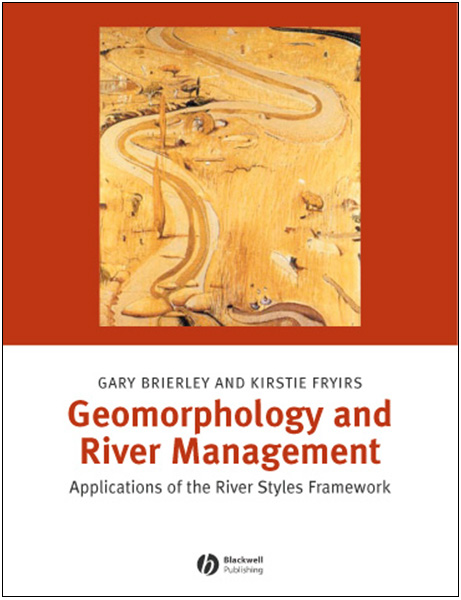 GARY BRIERLEY AND KIRSTIE FRYIRS
Geomorphology and
River Management
Applications of the River Styles Framework
b
Blackwell
Publishing